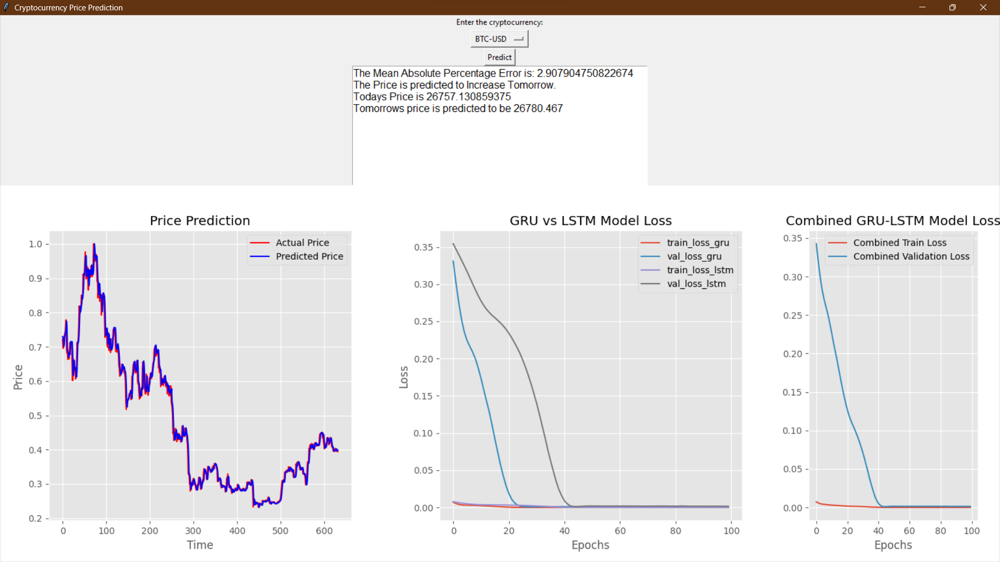 Cryptocurrency Price Prediction
Enter the cryptocurrency:
BTC-USD
Predict
The Mean Absolute Percentage Error is: 2.907904750822674
The Price is predicted to Increase Tomorrow.
Todays Price is 26757.130859375
Tomorrows price is predicted to be 26780.467
Price Prediction
Actual Price
Predicted Price
1.0
0.9
0.8
0.7
0.6
0.5
0.4
0.3
0.2
Price
0 100 200 300 400 500 600
Time
GRU vs LSTM Model Loss
train_loss_gru
val_loss_gru
train_loss_lstm
val_loss_lstm
0.35
0.30
0.25
0.20
0.15
0.10
0.05
0.00
Loss
0 20 40 60 80 100
Epochs
Combined GRU-LSTM Model Loss
Combined Train Loss
Combined Validation Loss
0.35
0.30
0.25
0.20
0.15
0.10
0.05
0.00
0 20 40 60 80 100
Epochs